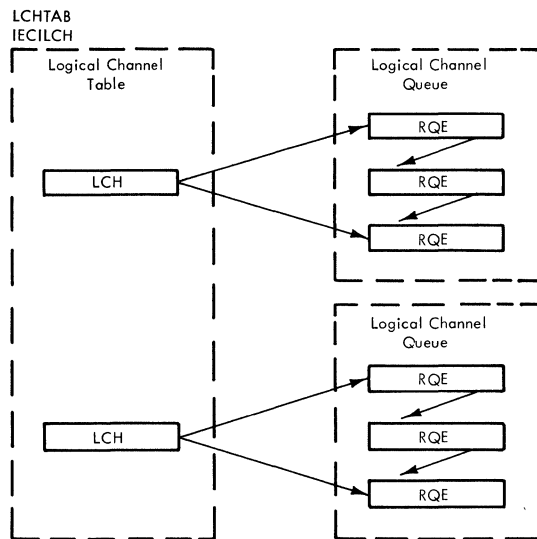 LCHTAB
IECILCH
Logical Channel
Table
Logical Channel
Queue
RQE
LCH
RQE
RQE
Logical Channel
Queue
RQE
LCH
RQE
RQE